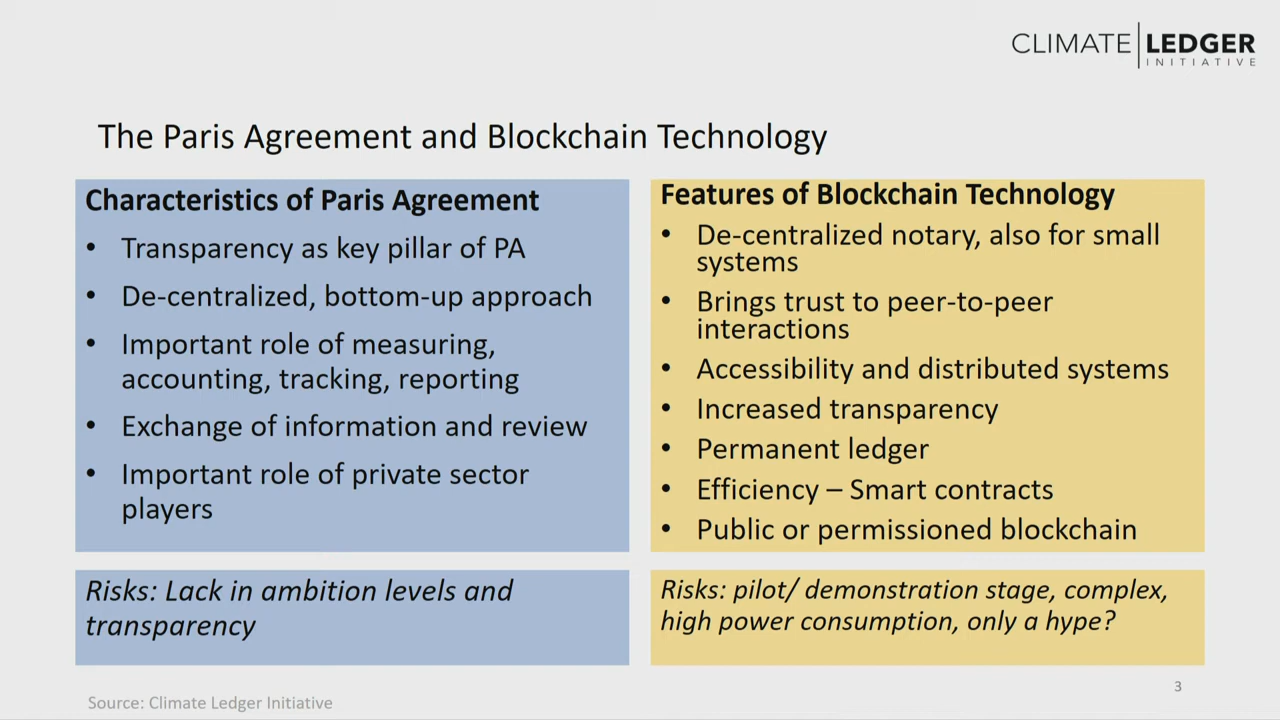 CLIMATE LEDGER
INITIATIVE
The Paris Agreement and Blockchain Technology
Characteristics of Paris Agreement
• Transparency as key pillar of PA
• De-centralized, bottom-up approach
• Important role of measuring,
accounting, tracking, reporting
• Exchange of information and review
• Important role of private sector
players
Risks: Lack in ambition levels and
transparency
Features of Blockchain Technology
• De-centralized notary, also for small
systems
• Brings trust to peer-to-peer
interactions
• Accessibility and distributed systems
• Increased transparency
• Permanent ledger
• Efficiency – Smart contracts
• Public or permissioned blockchain
Risks: pilot/ demonstration stage, complex,
high power consumption, only a hype?
Source: Climate Ledger Initiative
3